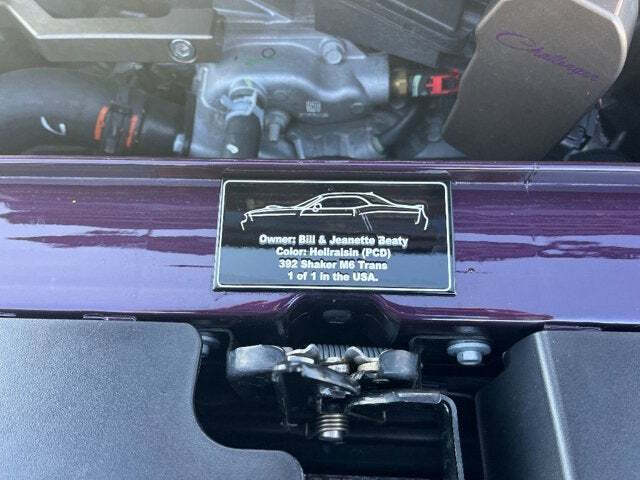 Challenger
Owner: Bill & Jeanette Beaty
Color: Hellraisin (PCD)
392 Shaker M6 Trans
1 of 1 in the USA.